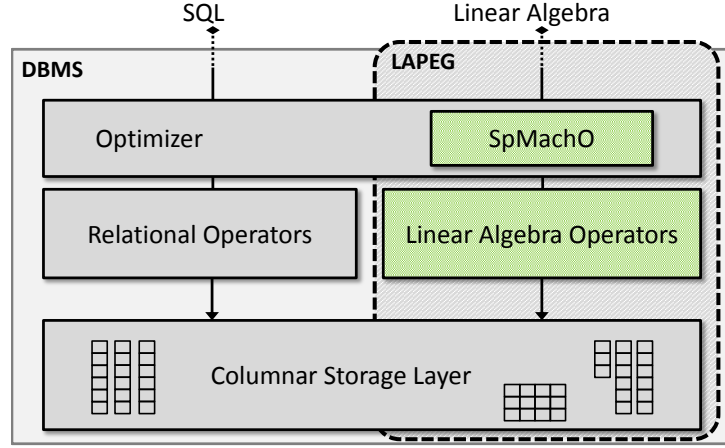 SQL
Linear Algebra
DBMS
LAPEG
Optimizer
SpMachO
Relational Operators
Linear Algebra Operators
Columnar Storage Layer